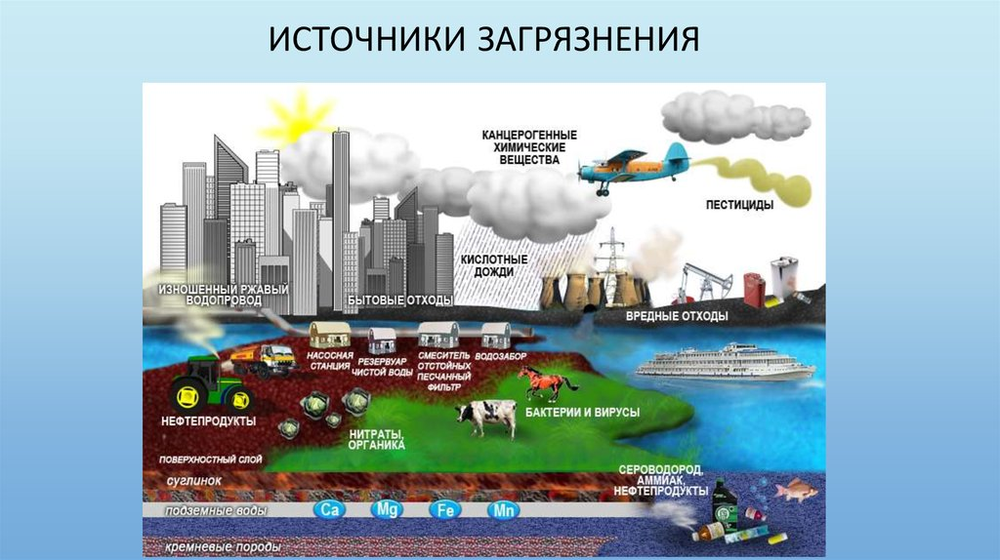 ИСТОЧНИКИ ЗАГРЯЗНЕНИЯ
КАНЦЕРОГЕННЫЕ
ХИМИЧЕСКИЕ
ВЕЩЕСТВА
ПЕСТИЦИДЫ
КИСЛОТНЫЕ
ДОЖДИ
ИЗНОШЕННЫЙ РЖАВЫЙ
ВОДОПРОВОД
БЫТОВЫЕ ОТХОДЫ
ВРЕДНЫЕ ОТХОДЫ
НАСОСНАЯ
СТАНЦИЯ
РЕЗЕРВУАР
ЧИСТОЙ ВОДЫ
СМЕСИТЕЛЬ
ОТСТОЙНЫХ
ПЕСЧАННЫЙ
ФИЛЬТР
ВОДОЗАБОР
НЕФТЕПРОДУКТЫ
БАКТЕРИИ И ВИРУСЫ
НИТРАТЫ,
ОРГАНИКА
ПОВЕРХНОСТНЫЙ СЛОЙ
суглинок
СЕРОВОДОРОД,
АММИАК,
НЕФТЕПРОДУКТЫ
подземные воды
Ca Mg Fe Mn
кремневые породы